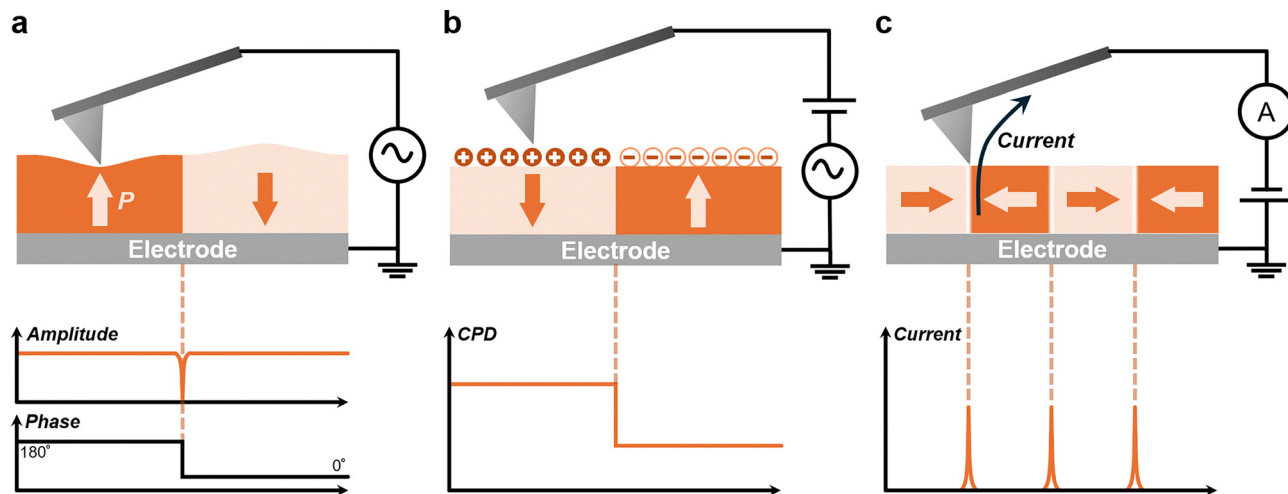 a
P
Electrode
Amplitude
Phase
180°
0°
b
+ + + + + + +
− − − − − − −
Electrode
CPD
c
A
Current
Electrode
Current